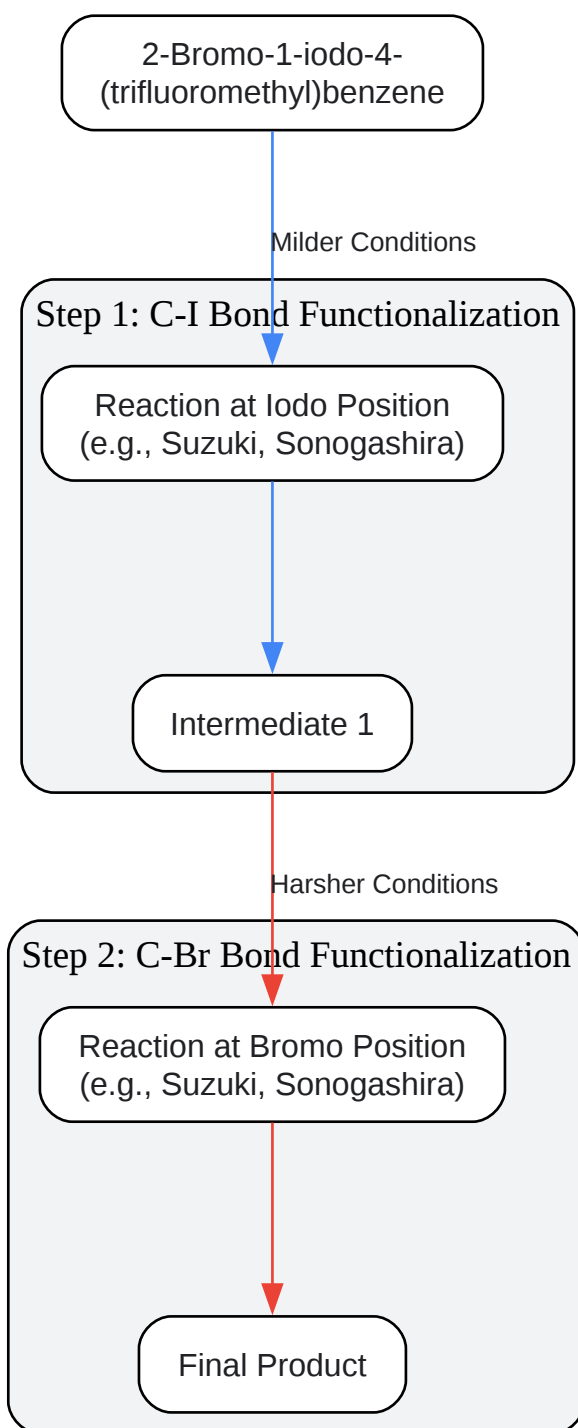 2-Bromo-1-iodo-4-
(trifluoromethyl)benzene
Milder Conditions
Step 1: C-I Bond Functionalization
Reaction at Iodo Position
(e.g., Suzuki, Sonogashira)
Intermediate 1
Harsher Conditions
Step 2: C-Br Bond Functionalization
Reaction at Bromo Position
(e.g., Suzuki, Sonogashira)
Final Product